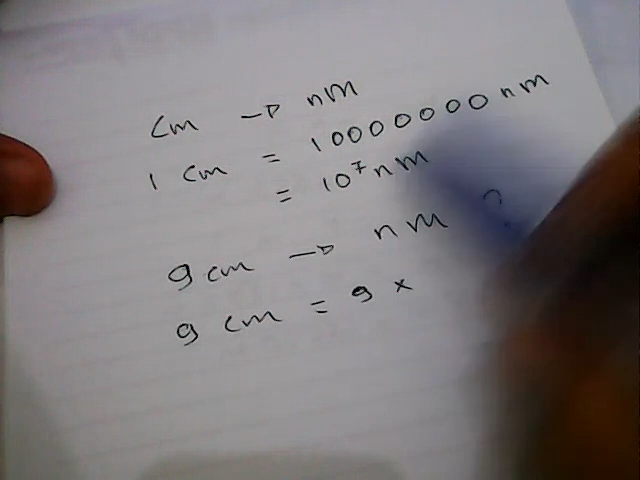 cm → nm
1 cm = 10000000 nm
= 10⁷ nm
9 cm → nm ?
9 cm = 9 x